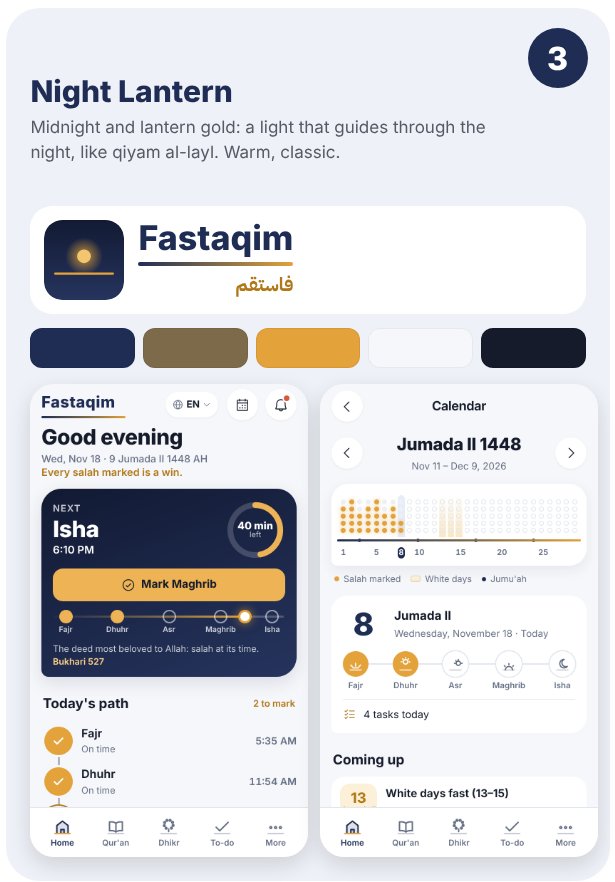 3
Night Lantern
Midnight and lantern gold: a light that guides through the
night, like qiyam al-layl. Warm, classic.
Fastaqim
فاستقم
Fastaqim
EN
Good evening
Wed, Nov 18 · 9 Jumada II 1448 AH
Every salah marked is a win.
NEXT
Isha
6:10 PM
40 min
left
Mark Maghrib
Fajr Dhuhr Asr Maghrib Isha
The deed most beloved to Allah: salah at its time.
Bukhari 527
Today's path 2 to mark
Fajr
On time
5:35 AM
Dhuhr
On time
11:54 AM
Home Qur'an Dhikr To-do More
Calendar
Jumada II 1448
Nov 11 – Dec 9, 2026
1 5 8 10 15 20 25
Salah marked White days Jumu'ah
8
Jumada II
Wednesday, November 18 · Today
Fajr Dhuhr Asr Maghrib Isha
4 tasks today
Coming up
13
White days fast (13–15)
Home Qur'an Dhikr To-do More